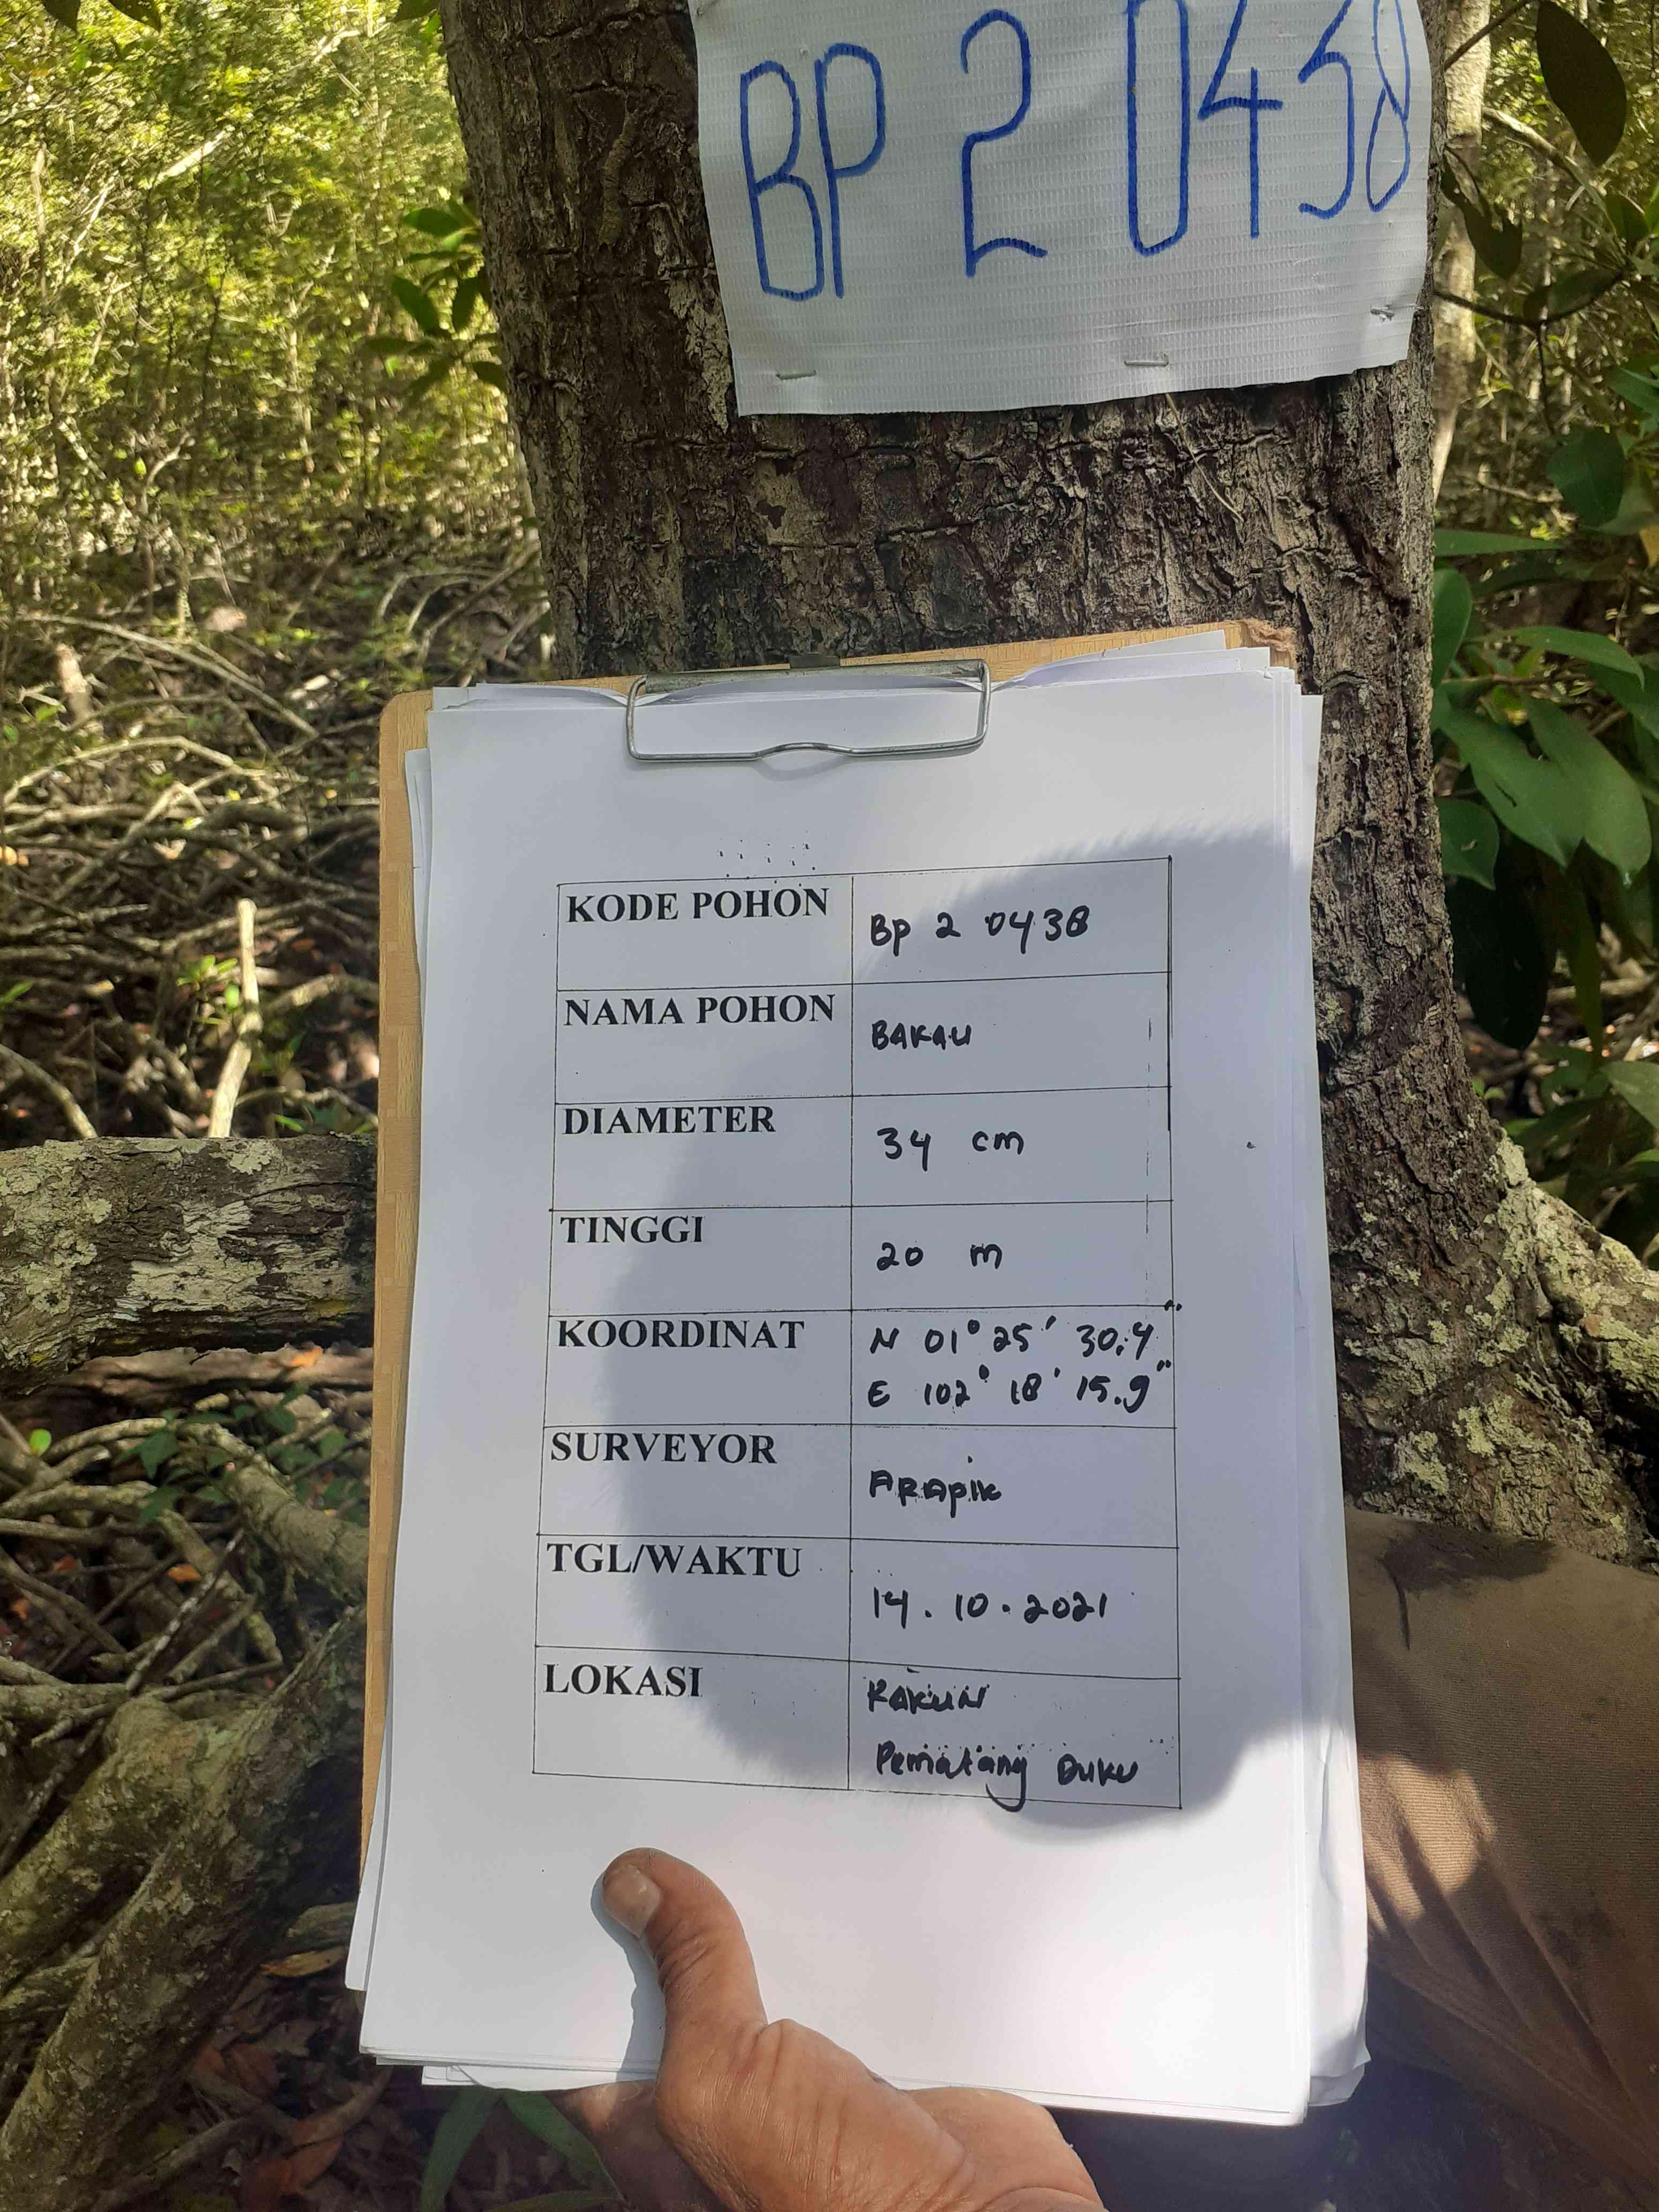 BP 2 0438
KODE POHON Bp 2 0438
NAMA POHON BAKAU
DIAMETER 34 cm
TINGGI 20 m
KOORDINAT N 01° 25' 30.4"
E 102° 18' 15.9"
SURVEYOR ARApik
TGL/WAKTU 14.10.2021
LOKASI RAKUN
Pematang DUKU